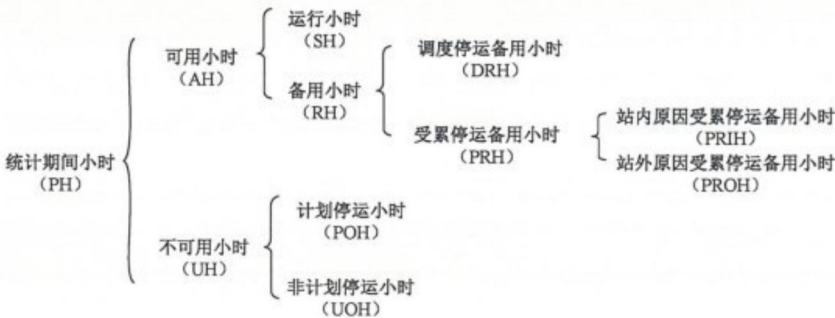 统计期间小时
(PH)
可用小时
(AH)
运行小时
(SH)
备用小时
(RH)
调度停运备用小时
(DRH)
受累停运备用小时
(PRH)
站内原因受累停运备用小时
(PRIH)
站外原因受累停运备用小时
(PROH)
不可用小时
(UH)
计划停运小时
(POH)
非计划停运小时
(UOH)